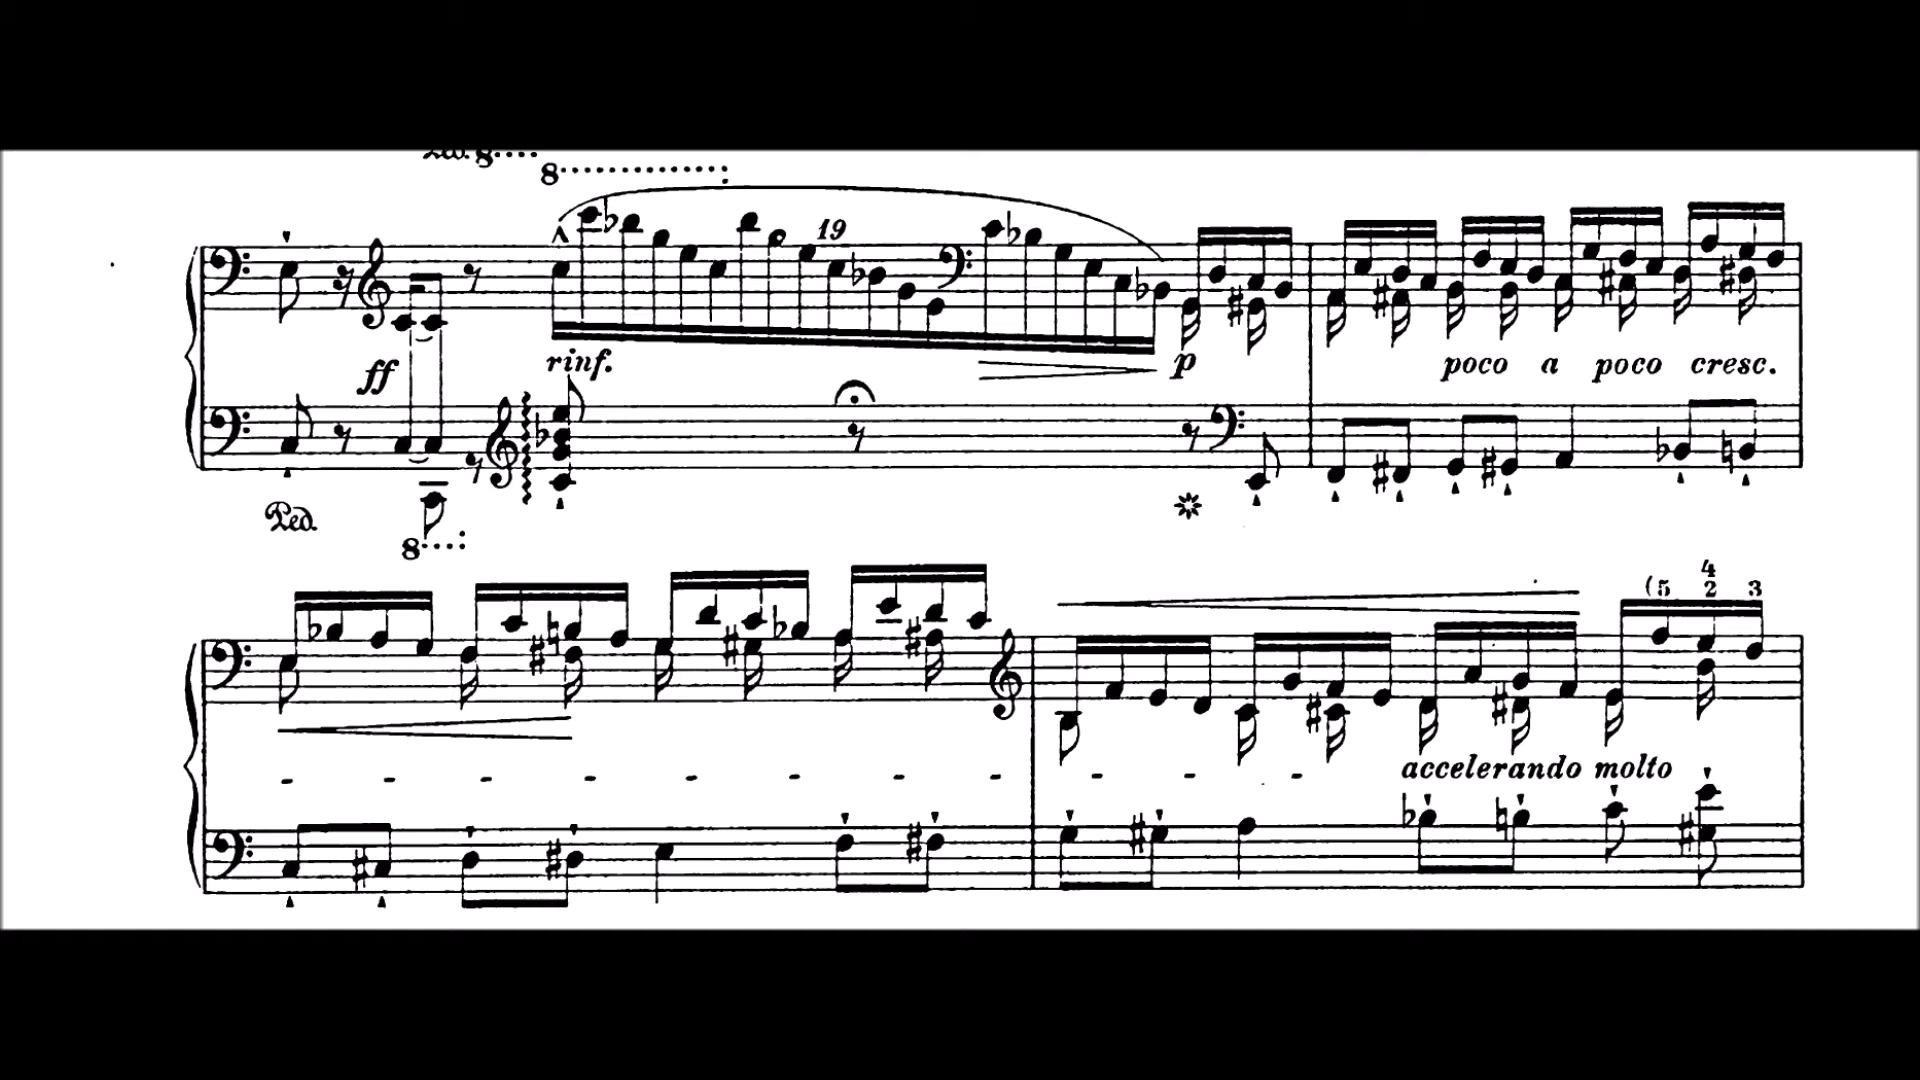 8
19
ff rinf. p poco a poco cresc.
Ped.
8
4
(5 2 3
accelerando molto